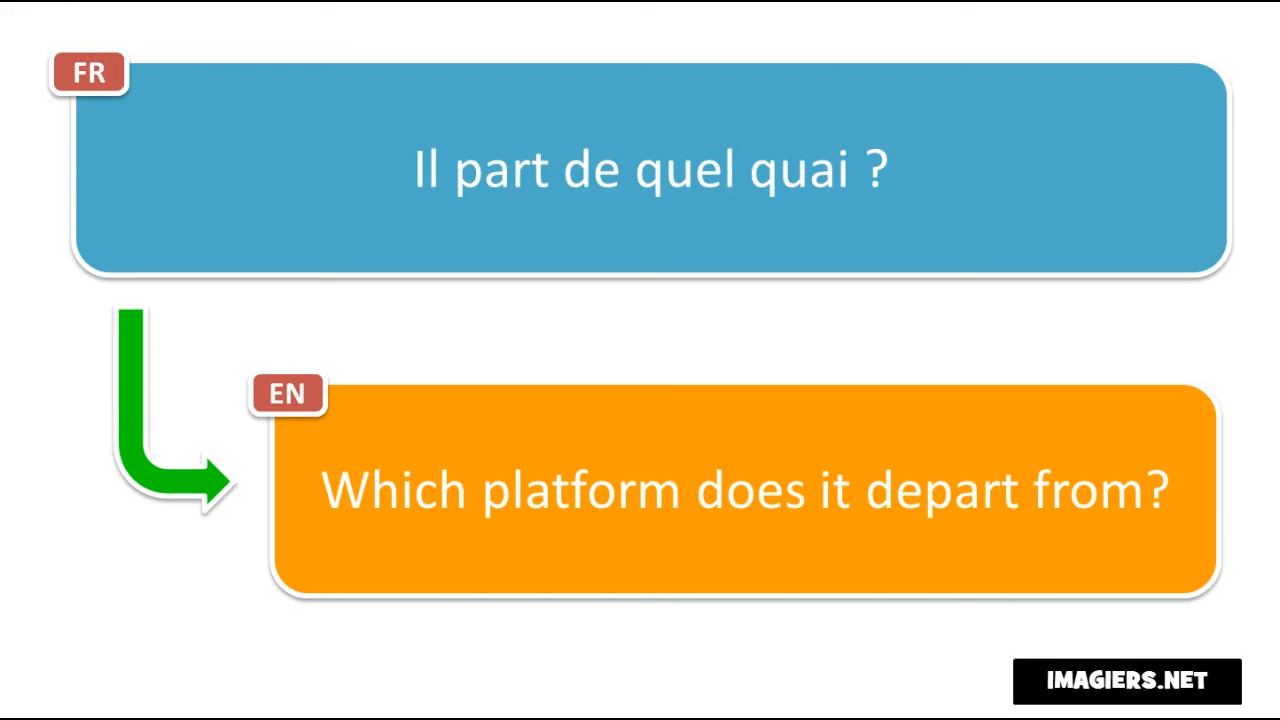 FR
Il part de quel quai ?
EN
Which platform does it depart from?
IMAGIERS.NET